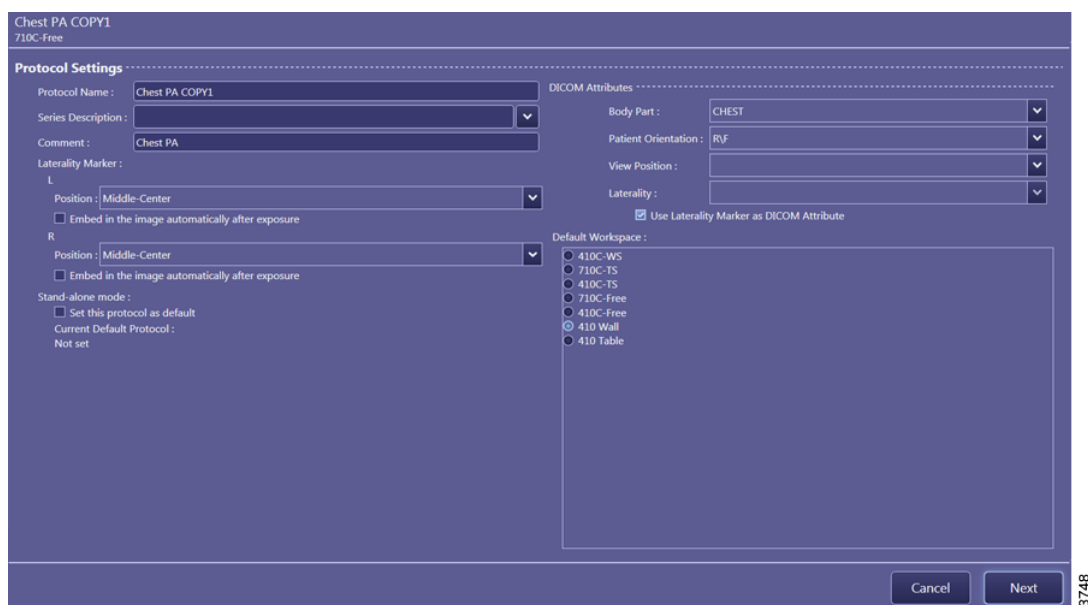 Chest PA COPY1
710C-Free
Protocol Settings
Protocol Name : Chest PA COPY1
Series Description :
Comment : Chest PA
Laterality Marker :
L
Position : Middle-Center
Embed in the image automatically after exposure
R
Position : Middle-Center
Embed in the image automatically after exposure
Stand-alone mode :
Set this protocol as default
Current Default Protocol :
Not set
DICOM Attributes
Body Part : CHEST
Patient Orientation : R\F
View Position :
Laterality :
Use Laterality Marker as DICOM Attribute
Default Workspace :
410C-WS
710C-TS
410C-TS
710C-Free
410C-Free
410 Wall
410 Table
Cancel Next